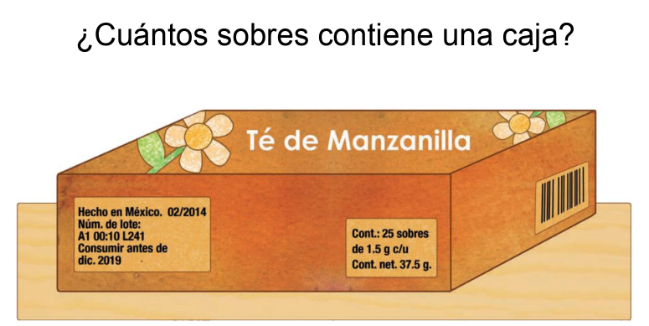 ¿Cuántos sobres contiene una caja?
Té de Manzanilla
Hecho en México. 02/2014
Núm. de lote:
A1 00:10 L241
Consumir antes de
dic. 2019
Cont.: 25 sobres
de 1.5 g c/u
Cont. net. 37.5 g.